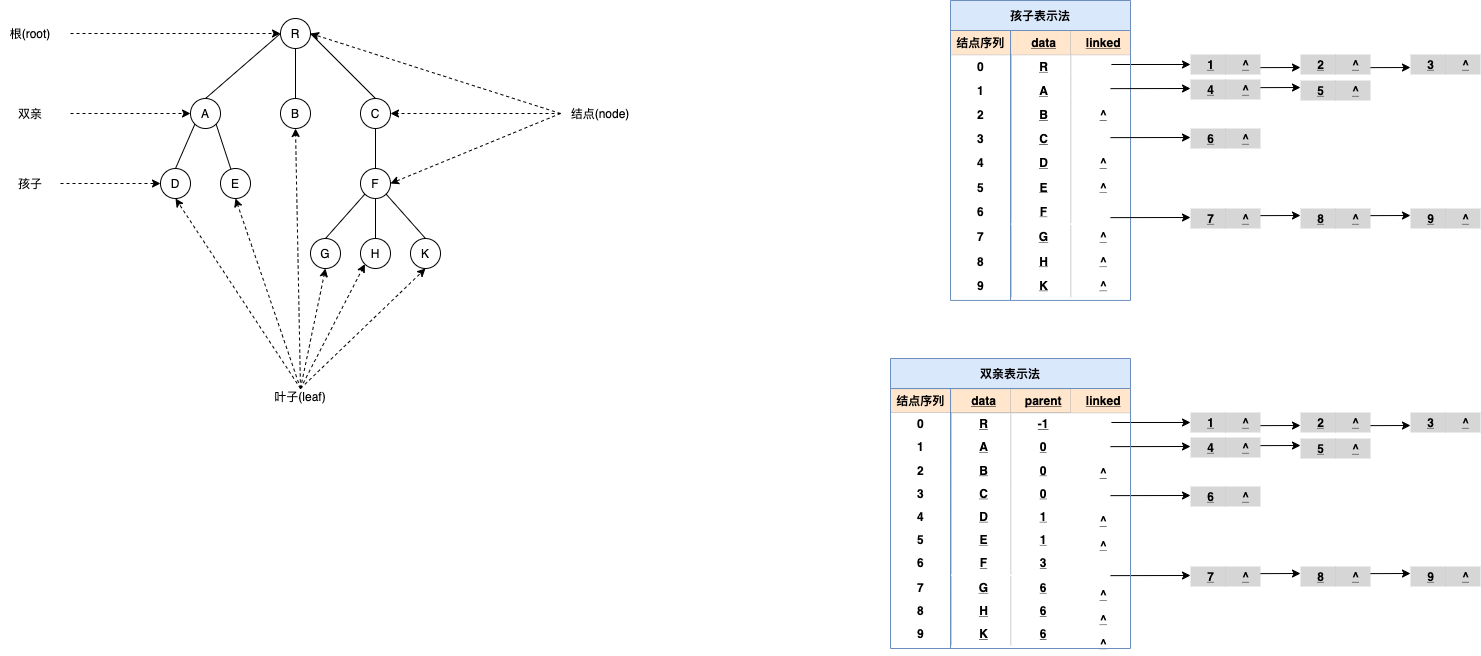 根(root)
R
双亲
A
B
C
结点(node)
孩子
D
E
F
G
H
K
叶子(leaf)
孩子表示法
结点序列 data linked
0 R 1 ^ 2 ^ 3 ^
1 A 4 ^ 5 ^
2 B ^
3 C 6 ^
4 D ^
5 E ^
6 F 7 ^ 8 ^ 9 ^
7 G ^
8 H ^
9 K ^
双亲表示法
结点序列 data parent linked
0 R -1 1 ^ 2 ^ 3 ^
1 A 0 4 ^ 5 ^
2 B 0 ^
3 C 0 6 ^
4 D 1 ^
5 E 1 ^
6 F 3 7 ^ 8 ^ 9 ^
7 G 6 ^
8 H 6 ^
9 K 6 ^